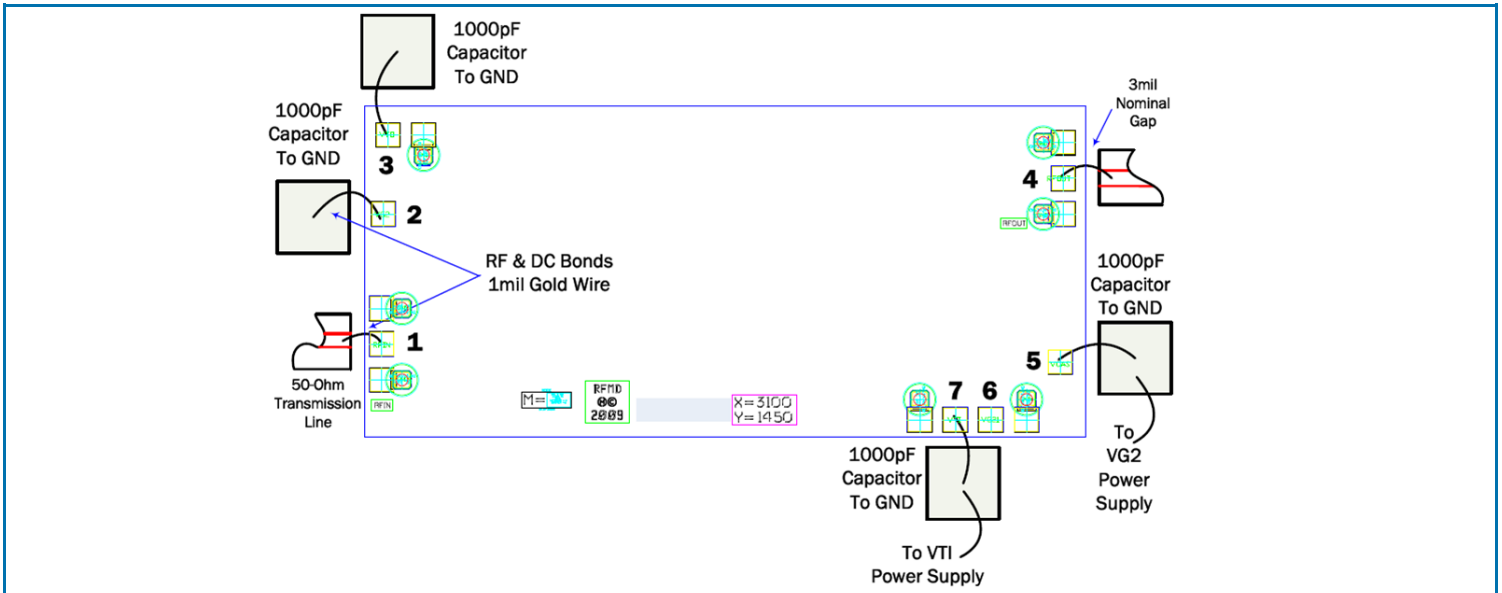 1000pF
Capacitor
To GND
1000pF
Capacitor
To GND
3
2
RF & DC Bonds
1mil Gold Wire
1
50-Ohm
Transmission
Line
RFIN
RFIN
M=
RFMD
®©
2009
X=3100
Y=1450
3mil
Nominal
Gap
4
RFOUT
1000pF
Capacitor
To GND
5
7
6
1000pF
Capacitor
To GND
To
VG2
Power
Supply
To VTI
Power Supply